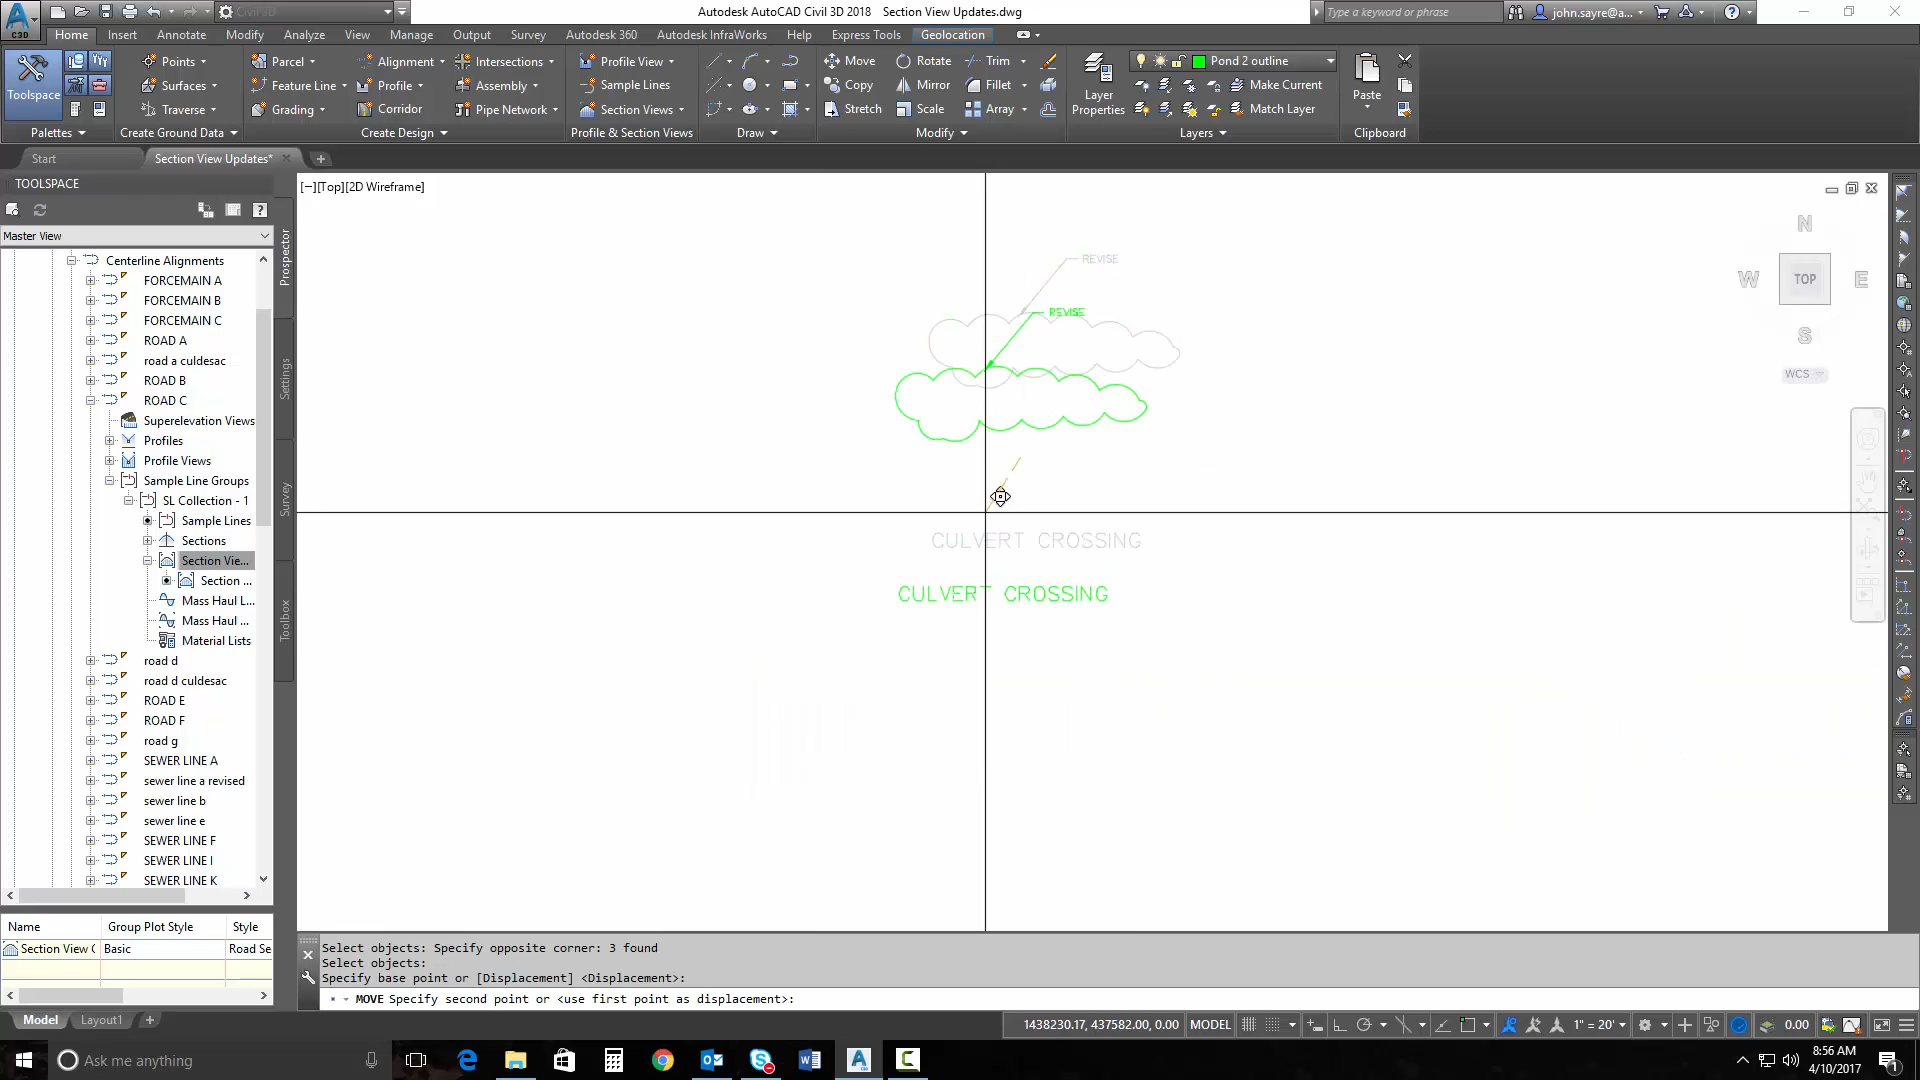 C3D
Civil 3D
Autodesk AutoCAD Civil 3D 2018 Section View Updates.dwg
Type a keyword or phrase
john.sayre@a...
Home Insert Annotate Modify Analyze View Manage Output Survey Autodesk 360 Autodesk InfraWorks Help Express Tools Geolocation
Toolspace
Points
Surfaces
Traverse
Parcel
Feature Line
Grading
Alignment
Profile
Corridor
Intersections
Assembly
Pipe Network
Profile View
Sample Lines
Section Views
Move
Copy
Stretch
Rotate
Mirror
Scale
Trim
Fillet
Array
Layer
Properties
Pond 2 outline
Make Current
Match Layer
Paste
Palettes
Create Ground Data
Create Design
Profile & Section Views
Draw
Modify
Layers
Clipboard
Start
Section View Updates*
TOOLSPACE
Master View
Centerline Alignments
FORCEMAIN A
FORCEMAIN B
FORCEMAIN C
ROAD A
road a culdesac
ROAD B
ROAD C
Superelevation Views
Profiles
Profile Views
Sample Line Groups
SL Collection - 1
Sample Lines
Sections
Section Vie...
Section ...
Mass Haul L...
Mass Haul ...
Material Lists
road d
road d culdesac
ROAD E
ROAD F
road g
SEWER LINE A
sewer line a revised
sewer line b
sewer line e
SEWER LINE F
SEWER LINE I
SEWER LINE K
Prospector
Settings
Survey
Toolbox
Name Group Plot Style Style
Section View G Basic Road Se
[−][Top][2D Wireframe]
REVISE
REVISE
CULVERT CROSSING
CULVERT CROSSING
N
W TOP E
S
WCS
Select objects: Specify opposite corner: 3 found
Select objects:
Specify base point or [Displacement] <Displacement>:
MOVE Specify second point or <use first point as displacement>:
Model Layout1
1438230.17, 437582.00, 0.00 MODEL
1" = 20'
0.00
Ask me anything
8:56 AM
4/10/2017
1